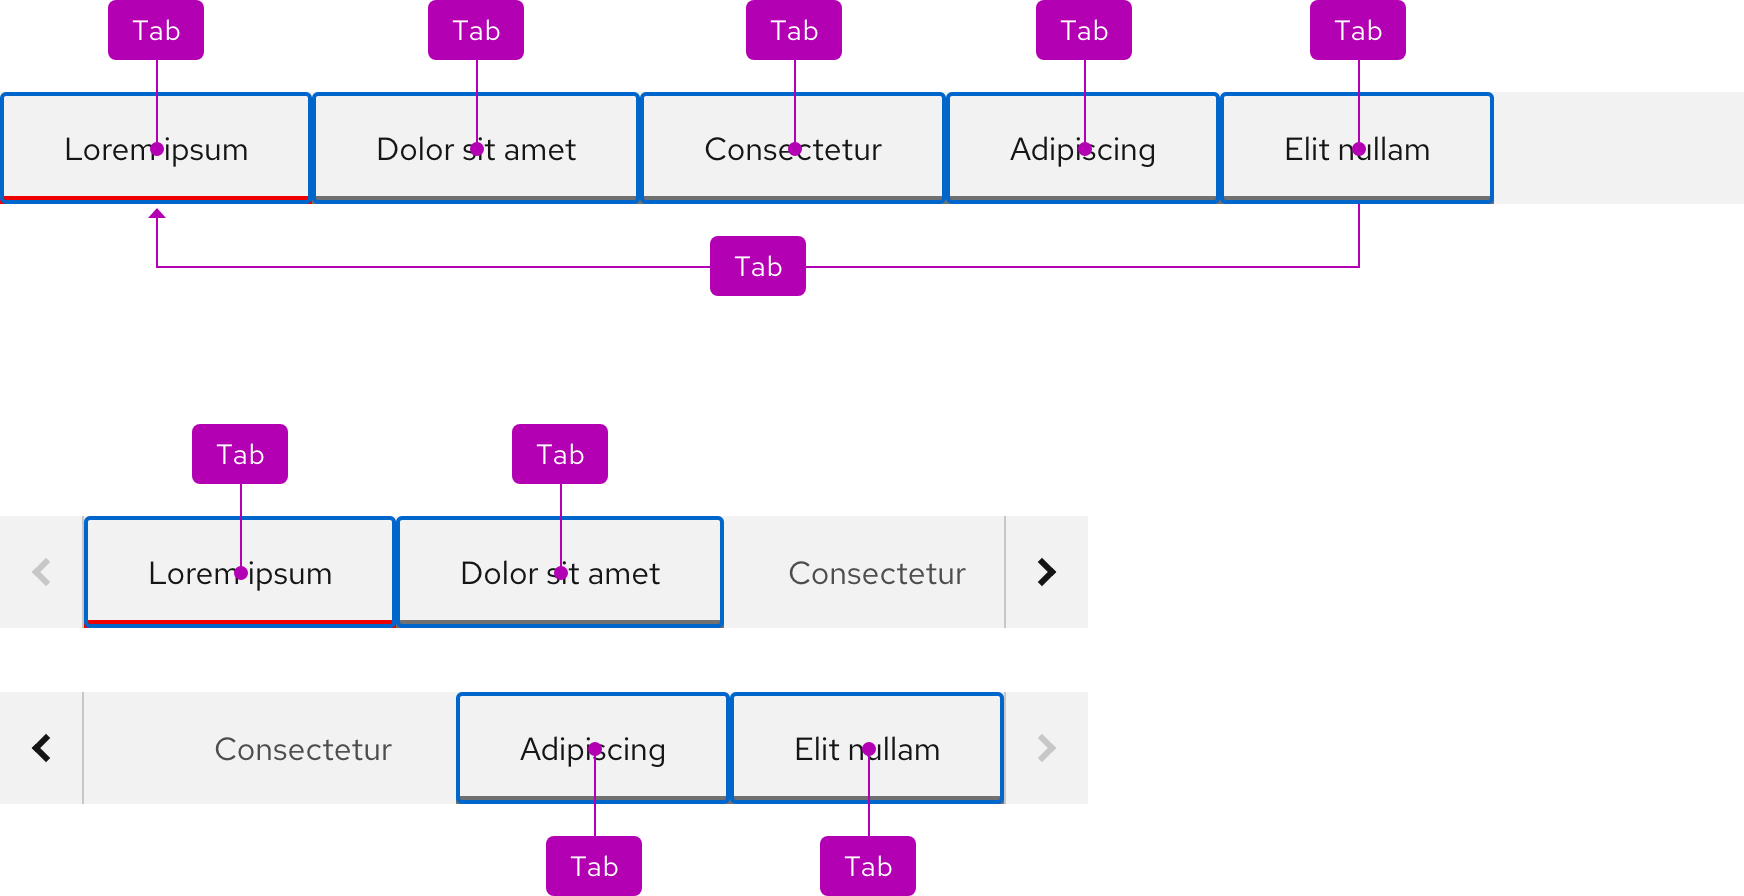 Tab Tab Tab Tab Tab
Lorem ipsum Dolor sit amet Consectetur Adipiscing Elit nullam
Tab
Tab Tab
Lorem ipsum Dolor sit amet Consectetur
Consectetur Adipiscing Elit nullam
Tab Tab